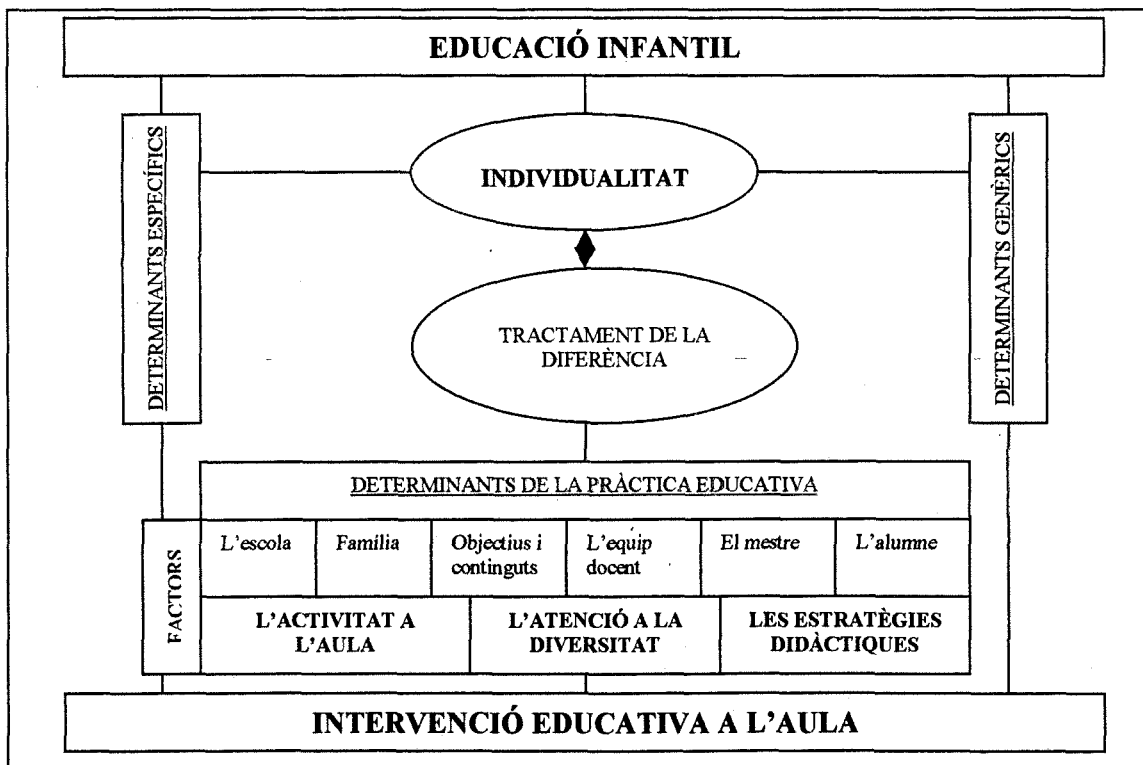 EDUCACIÓ INFANTIL
DETERMINANTS ESPECÍFICS
INDIVIDUALITAT
DETERMINANTS GENÈRICS
TRACTAMENT DE LA
DIFERÈNCIA
DETERMINANTS DE LA PRÀCTICA EDUCATIVA
FACTORS
L'escola
Família
Objectius i
continguts
L'equip
docent
El mestre
L'alumne
L'ACTIVITAT A
L'AULA
L'ATENCIÓ A LA
DIVERSITAT
LES ESTRATÈGIES
DIDÀCTIQUES
INTERVENCIÓ EDUCATIVA A L'AULA